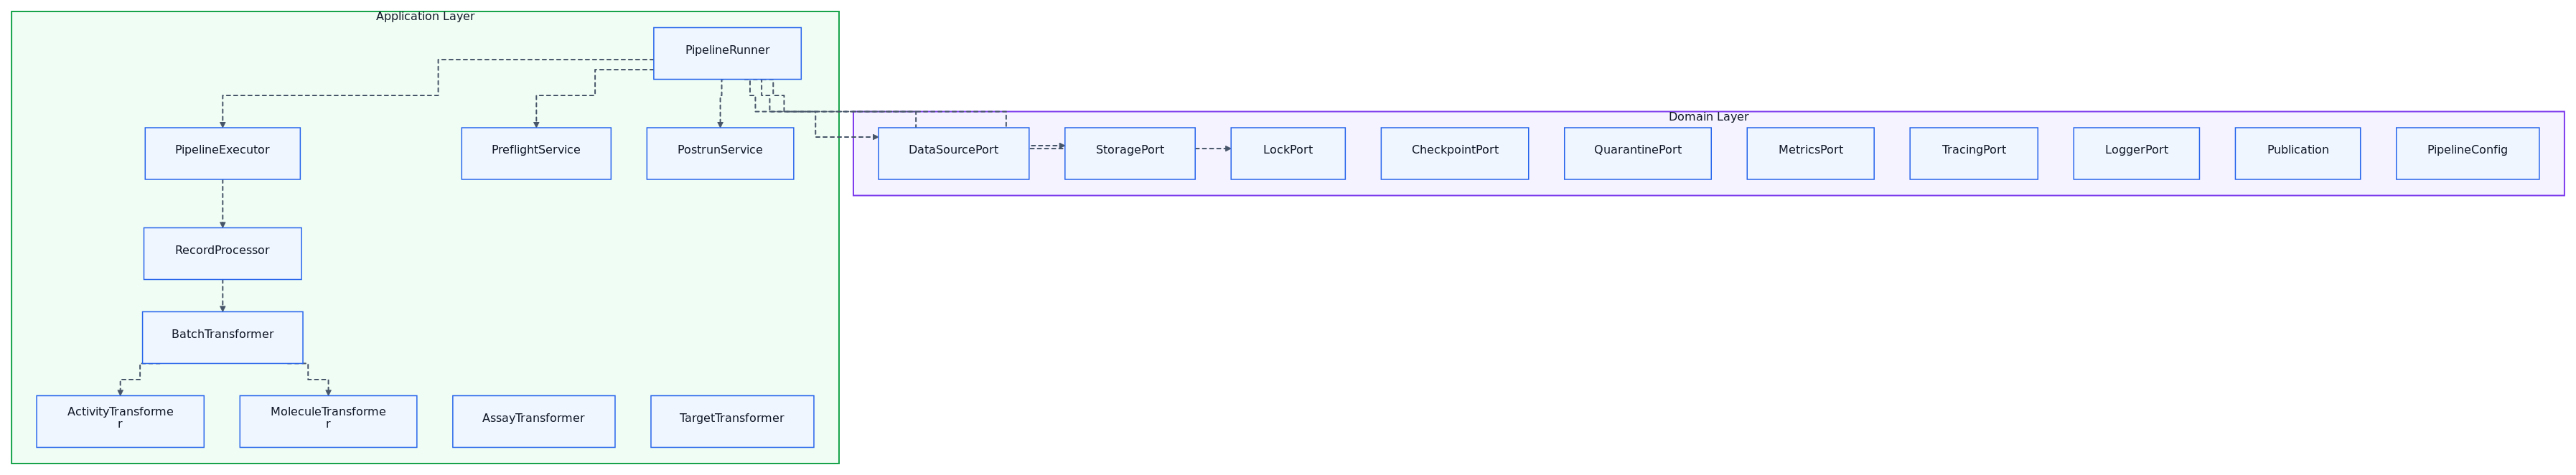 Application Layer
PipelineRunner
Domain Layer
PipelineExecutor
PreflightService
PostrunService
DataSourcePort
StoragePort
LockPort
CheckpointPort
QuarantinePort
MetricsPort
TracingPort
LoggerPort
Publication
PipelineConfig
RecordProcessor
BatchTransformer
ActivityTransforme
r
MoleculeTransforme
r
AssayTransformer
TargetTransformer